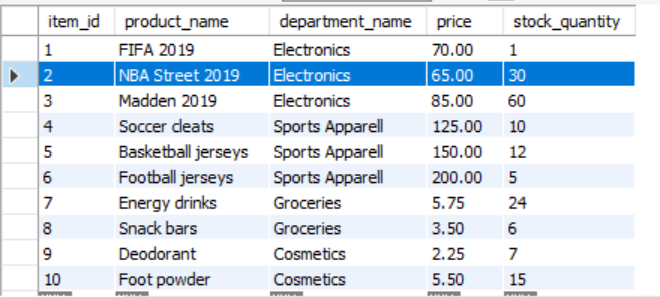 item_id product_name department_name price stock_quantity
1 FIFA 2019 Electronics 70.00 1
2 NBA Street 2019 Electronics 65.00 30
3 Madden 2019 Electronics 85.00 60
4 Soccer cleats Sports Apparell 125.00 10
5 Basketball jerseys Sports Apparell 150.00 12
6 Football jerseys Sports Apparell 200.00 5
7 Energy drinks Groceries 5.75 24
8 Snack bars Groceries 3.50 6
9 Deodorant Cosmetics 2.25 7
10 Foot powder Cosmetics 5.50 15